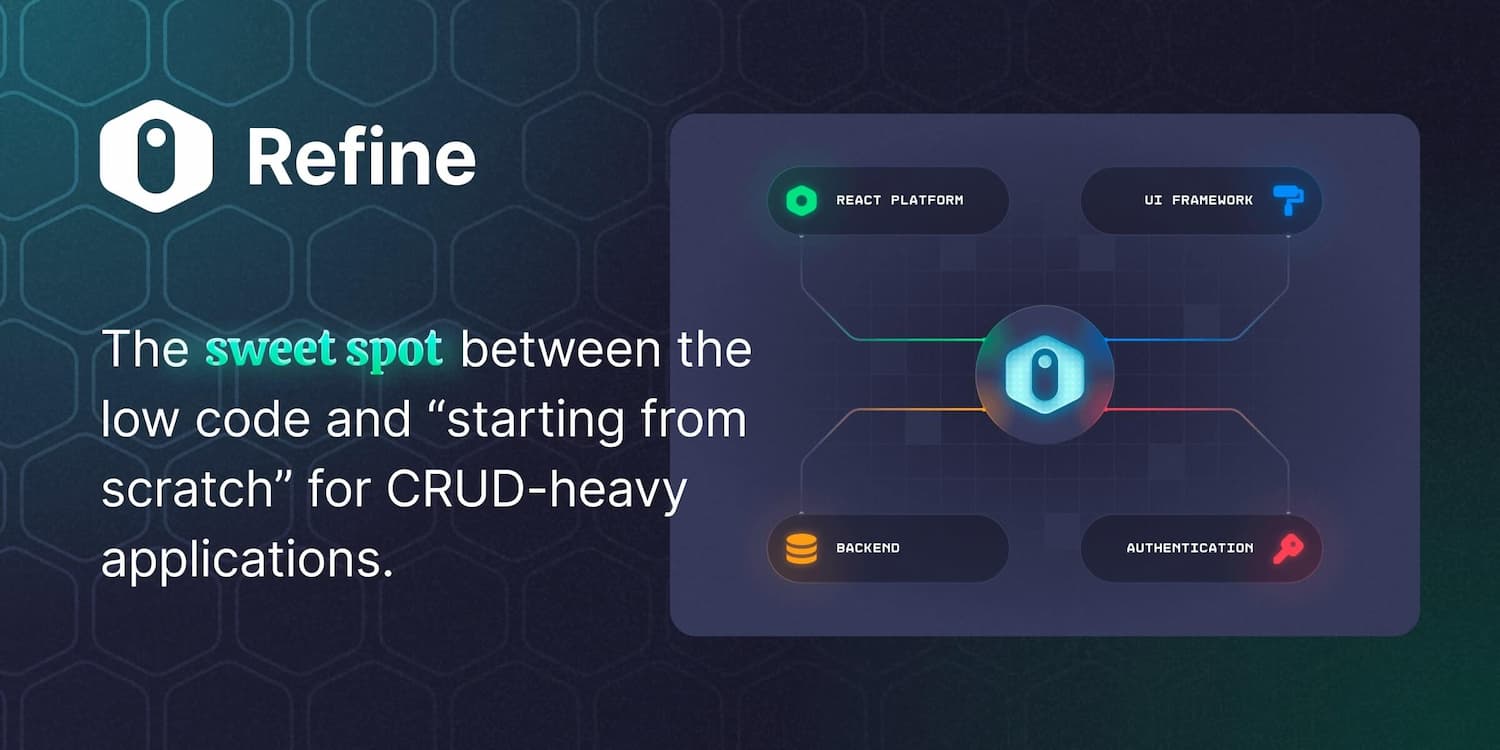 Refine
The sweet spot between the
low code and “starting from
scratch” for CRUD-heavy
applications.
REACT PLATFORM
UI FRAMEWORK
BACKEND
AUTHENTICATION